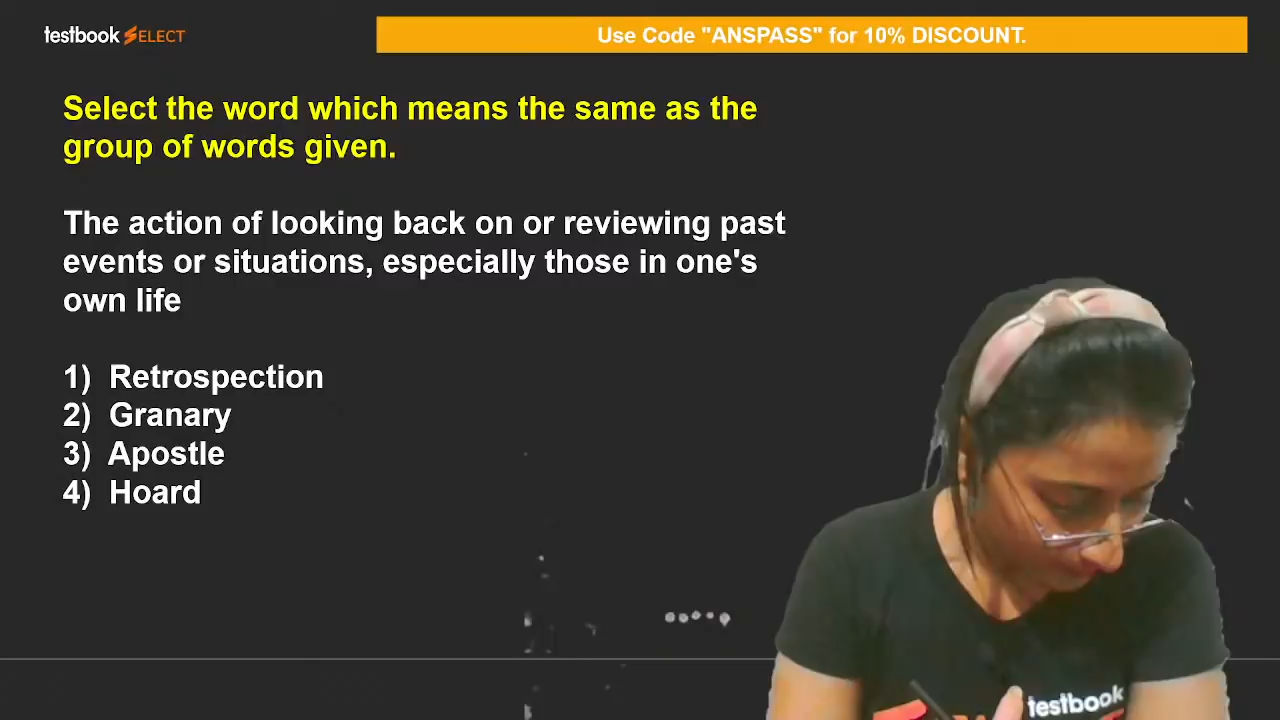 testbook SELECT
Use Code "ANSPASS" for 10% DISCOUNT.
Select the word which means the same as the
group of words given.
The action of looking back on or reviewing past
events or situations, especially those in one's
own life
1) Retrospection
2) Granary
3) Apostle
4) Hoard
testbook